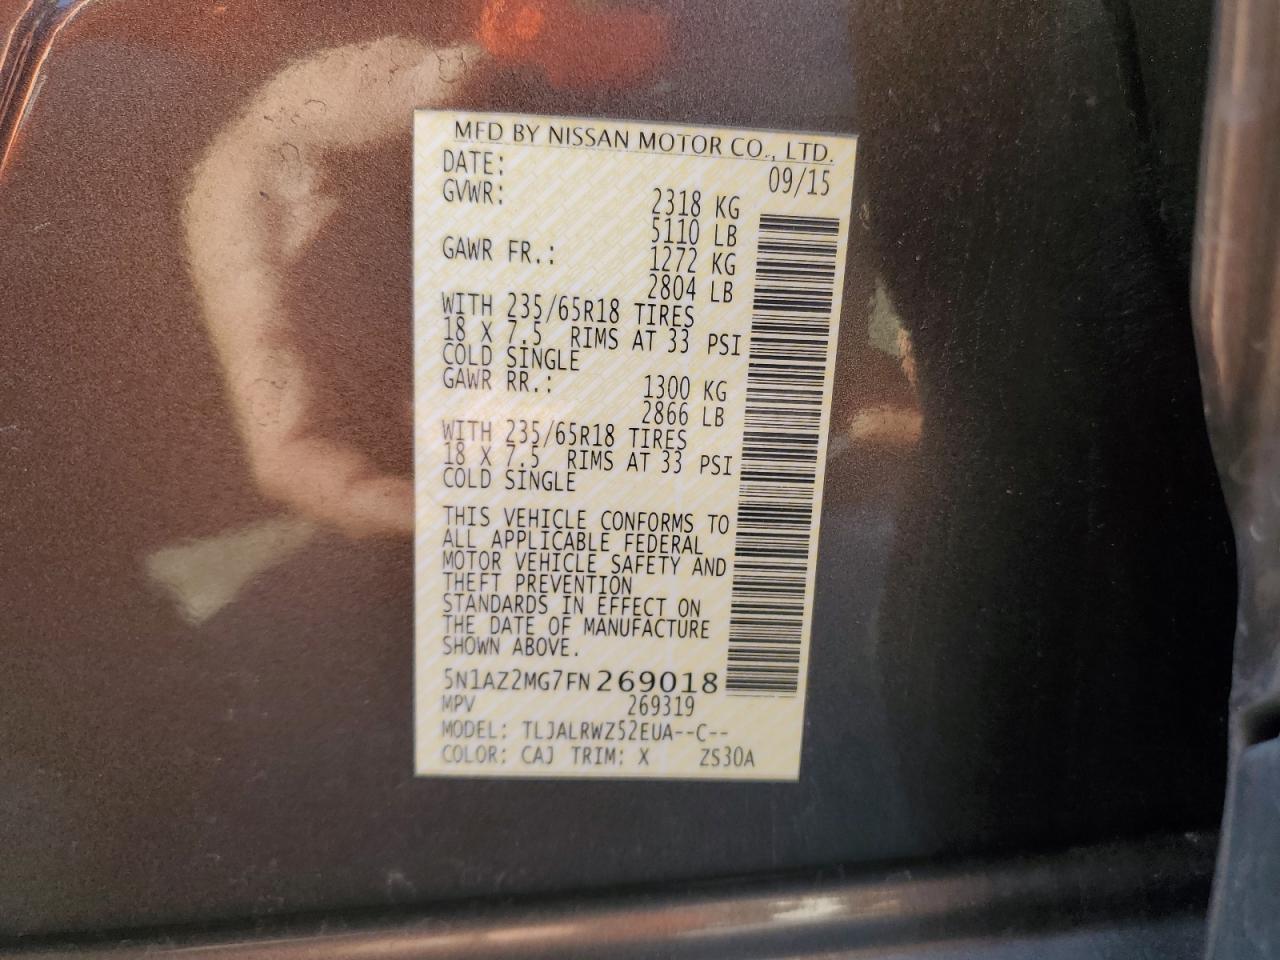 MFD BY NISSAN MOTOR CO., LTD.
DATE: 09/15
GVWR: 2318 KG
5110 LB
GAWR FR.: 1272 KG
2804 LB
WITH 235/65R18 TIRES
18 X 7.5 RIMS AT 33 PSI
COLD SINGLE
GAWR RR.: 1300 KG
2866 LB
WITH 235/65R18 TIRES
18 X 7.5 RIMS AT 33 PSI
COLD SINGLE
THIS VEHICLE CONFORMS TO
ALL APPLICABLE FEDERAL
MOTOR VEHICLE SAFETY AND
THEFT PREVENTION
STANDARDS IN EFFECT ON
THE DATE OF MANUFACTURE
SHOWN ABOVE.
5N1AZ2MG7FN269018
MPV 269319
MODEL: TLJALRWZ52EUA--C--
COLOR: CAJ TRIM: X ZS30A